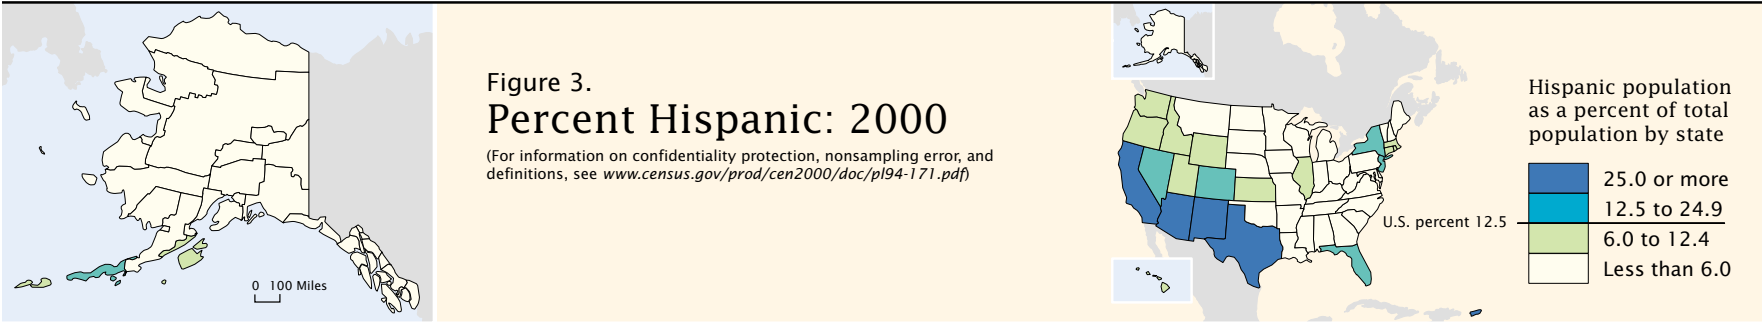 Figure 3.
Percent Hispanic: 2000
(For information on confidentiality protection, nonsampling error, and
definitions, see www.census.gov/prod/cen2000/doc/pl94-171.pdf)
0 100 Miles
Hispanic population
as a percent of total
population by state
25.0 or more
12.5 to 24.9
U.S. percent 12.5
6.0 to 12.4
Less than 6.0